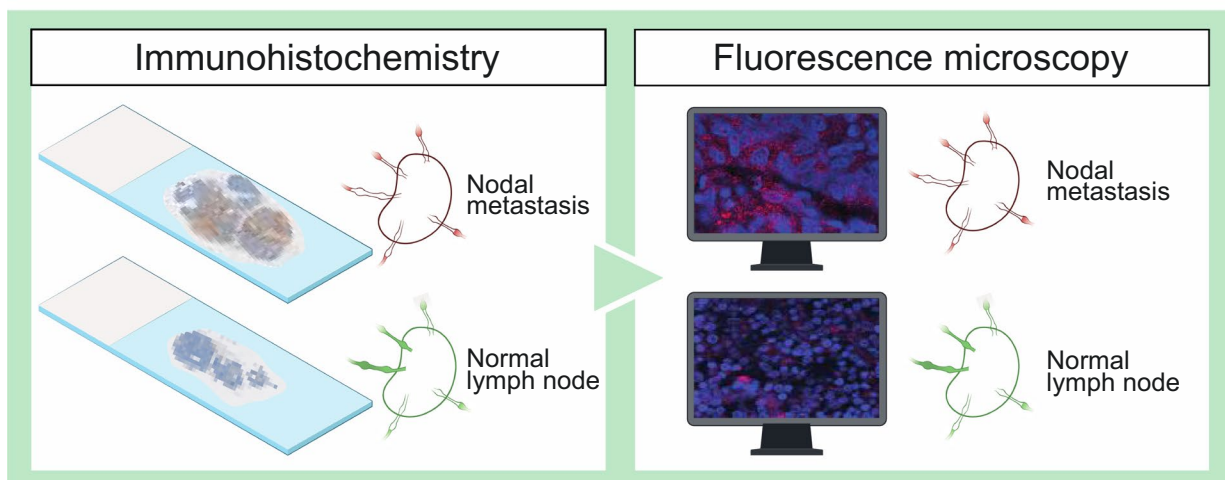 Immunohistochemistry
Nodal
metastasis
Normal
lymph node
Fluorescence microscopy
Nodal
metastasis
Normal
lymph node